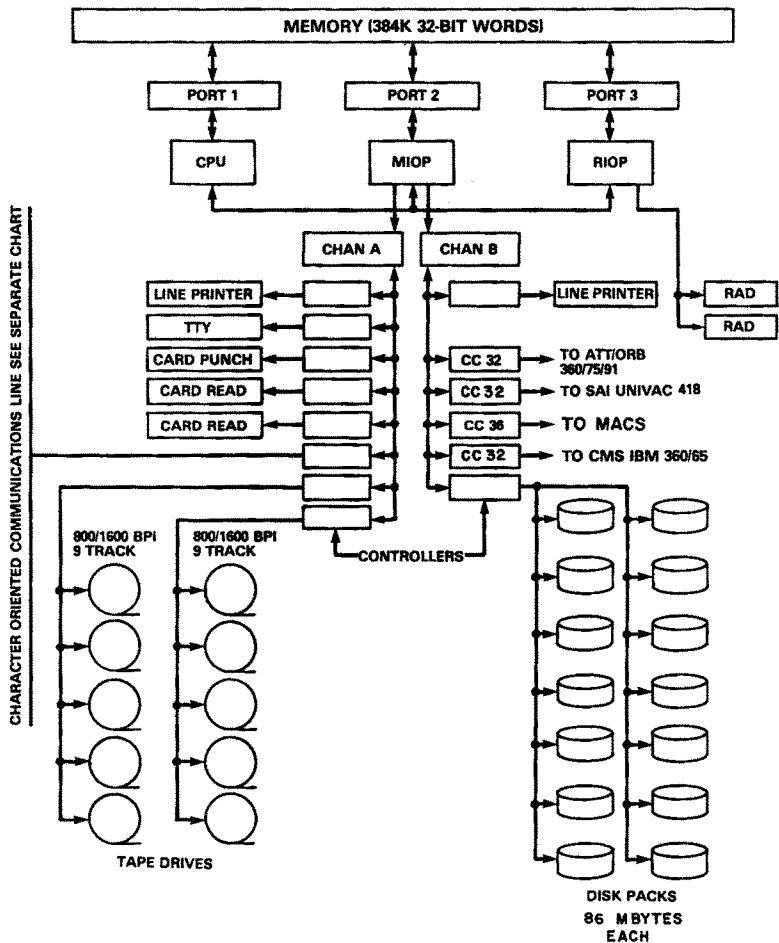 MEMORY (384K 32-BIT WORDS)
PORT 1
PORT 2
PORT 3
CPU
MIOP
RIOP
CHAN A
CHAN B
LINE PRINTER
LINE PRINTER
RAD
TTY
RAD
CARD PUNCH
CC 32
TO ATT/ORB
360/75/91
CARD READ
CC 32
TO SAI UNIVAC 418
CARD READ
CC 36
TO MACS
CC 32
TO CMS IBM 360/65
CHARACTER ORIENTED COMMUNICATIONS LINE SEE SEPARATE CHART
800/1600 BPI
9 TRACK
800/1600 BPI
9 TRACK
CONTROLLERS
TAPE DRIVES
DISK PACKS
86 MBYTES
EACH